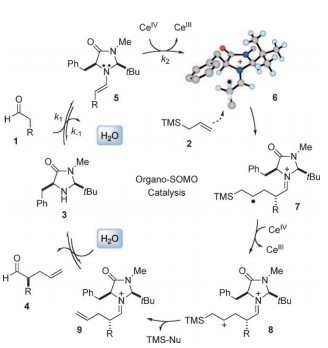 O
N
Me
Ph
N
tBu
R
5
Ce^IV
Ce^III
k2
6
O
H
R
1
k1
k-1
H2O
TMS
2
O
N
Me
Ph
N
H
tBu
3
Organo-SOMO
Catalysis
O
N
Me
Ph
N
+
tBu
TMS
R
7
Ce^IV
Ce^III
H2O
O
H
R
4
O
N
Me
Ph
N
+
tBu
R
9
TMS-Nu
O
N
Me
Ph
N
+
tBu
TMS
+
R
8